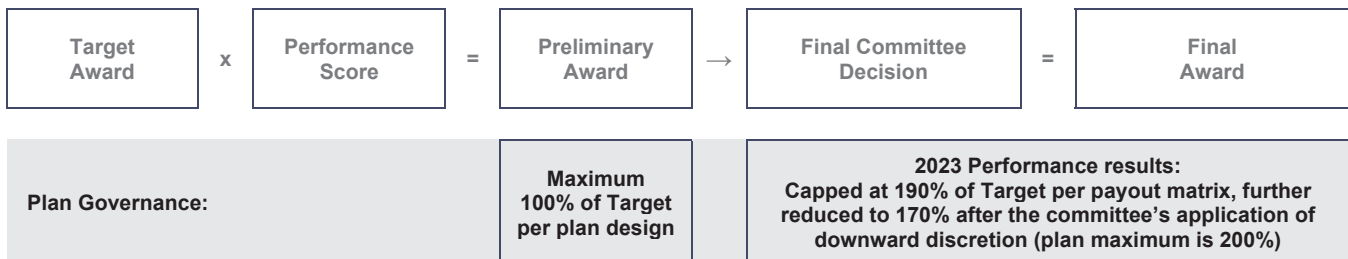 Target
Award
x
Performance
Score
=
Preliminary
Award
→
Final Committee
Decision
=
Final
Award
Plan Governance:
Maximum
100% of Target
per plan design
2023 Performance results:
Capped at 190% of Target per payout matrix, further
reduced to 170% after the committee’s application of
downward discretion (plan maximum is 200%)